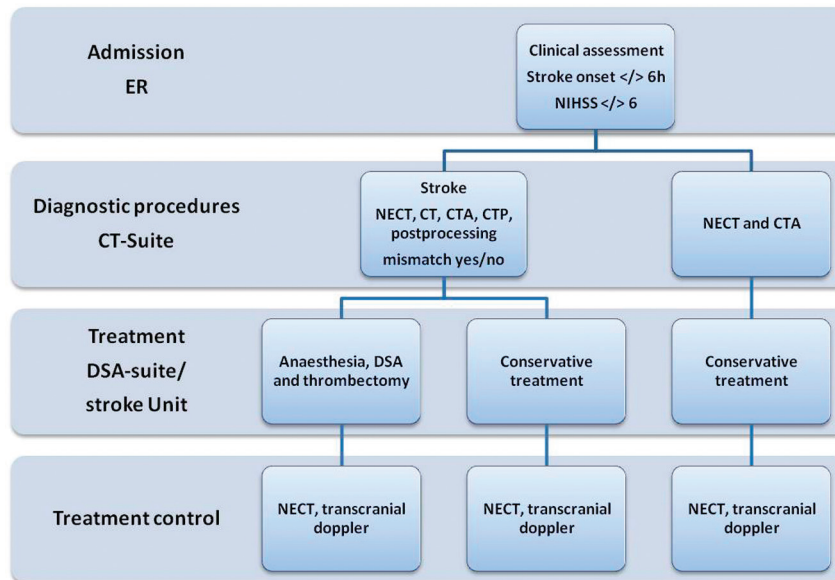 Admission
ER
Clinical assessment
Stroke onset </> 6h
NIHSS </> 6
Diagnostic procedures
CT-Suite
Stroke
NECT, CT, CTA, CTP,
postprocessing
mismatch yes/no
NECT and CTA
Treatment
DSA-suite/
stroke Unit
Anaesthesia, DSA
and thrombectomy
Conservative
treatment
Conservative
treatment
Treatment control
NECT, transcranial
doppler
NECT, transcranial
doppler
NECT, transcranial
doppler